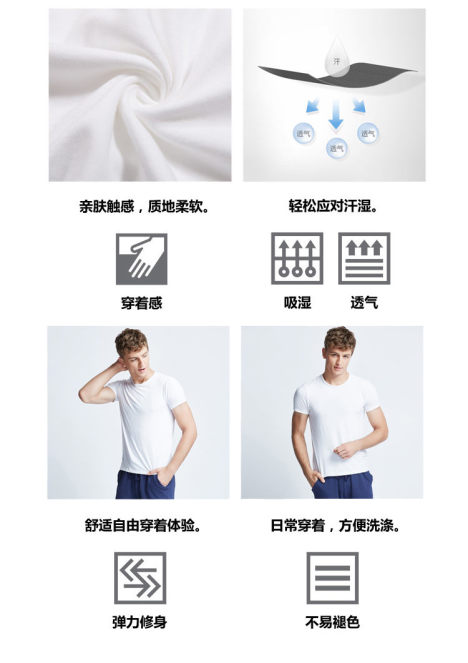 汗
透气
透气
透气
亲肤触感，质地柔软。
轻松应对汗湿。
穿着感
吸湿
透气
舒适自由穿着体验。
日常穿着，方便洗涤。
弹力修身
不易褪色